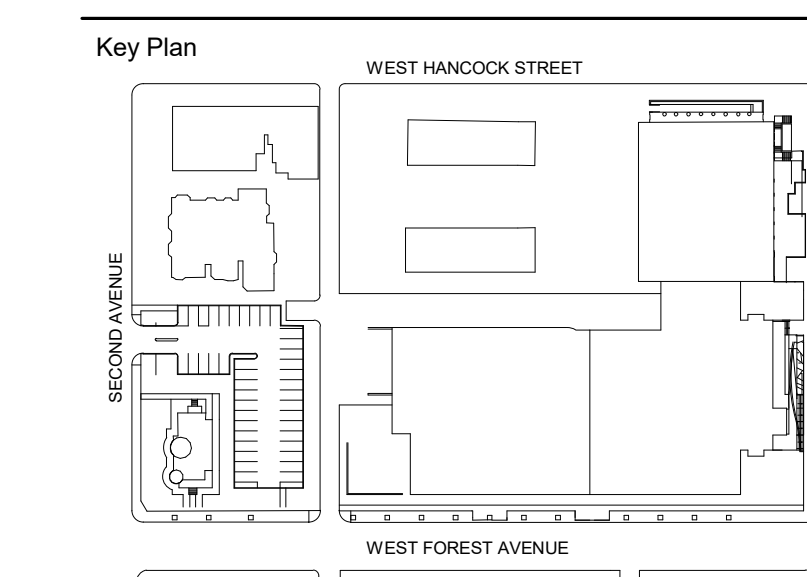 Key Plan
WEST HANCOCK STREET
SECOND AVENUE
WEST FOREST AVENUE